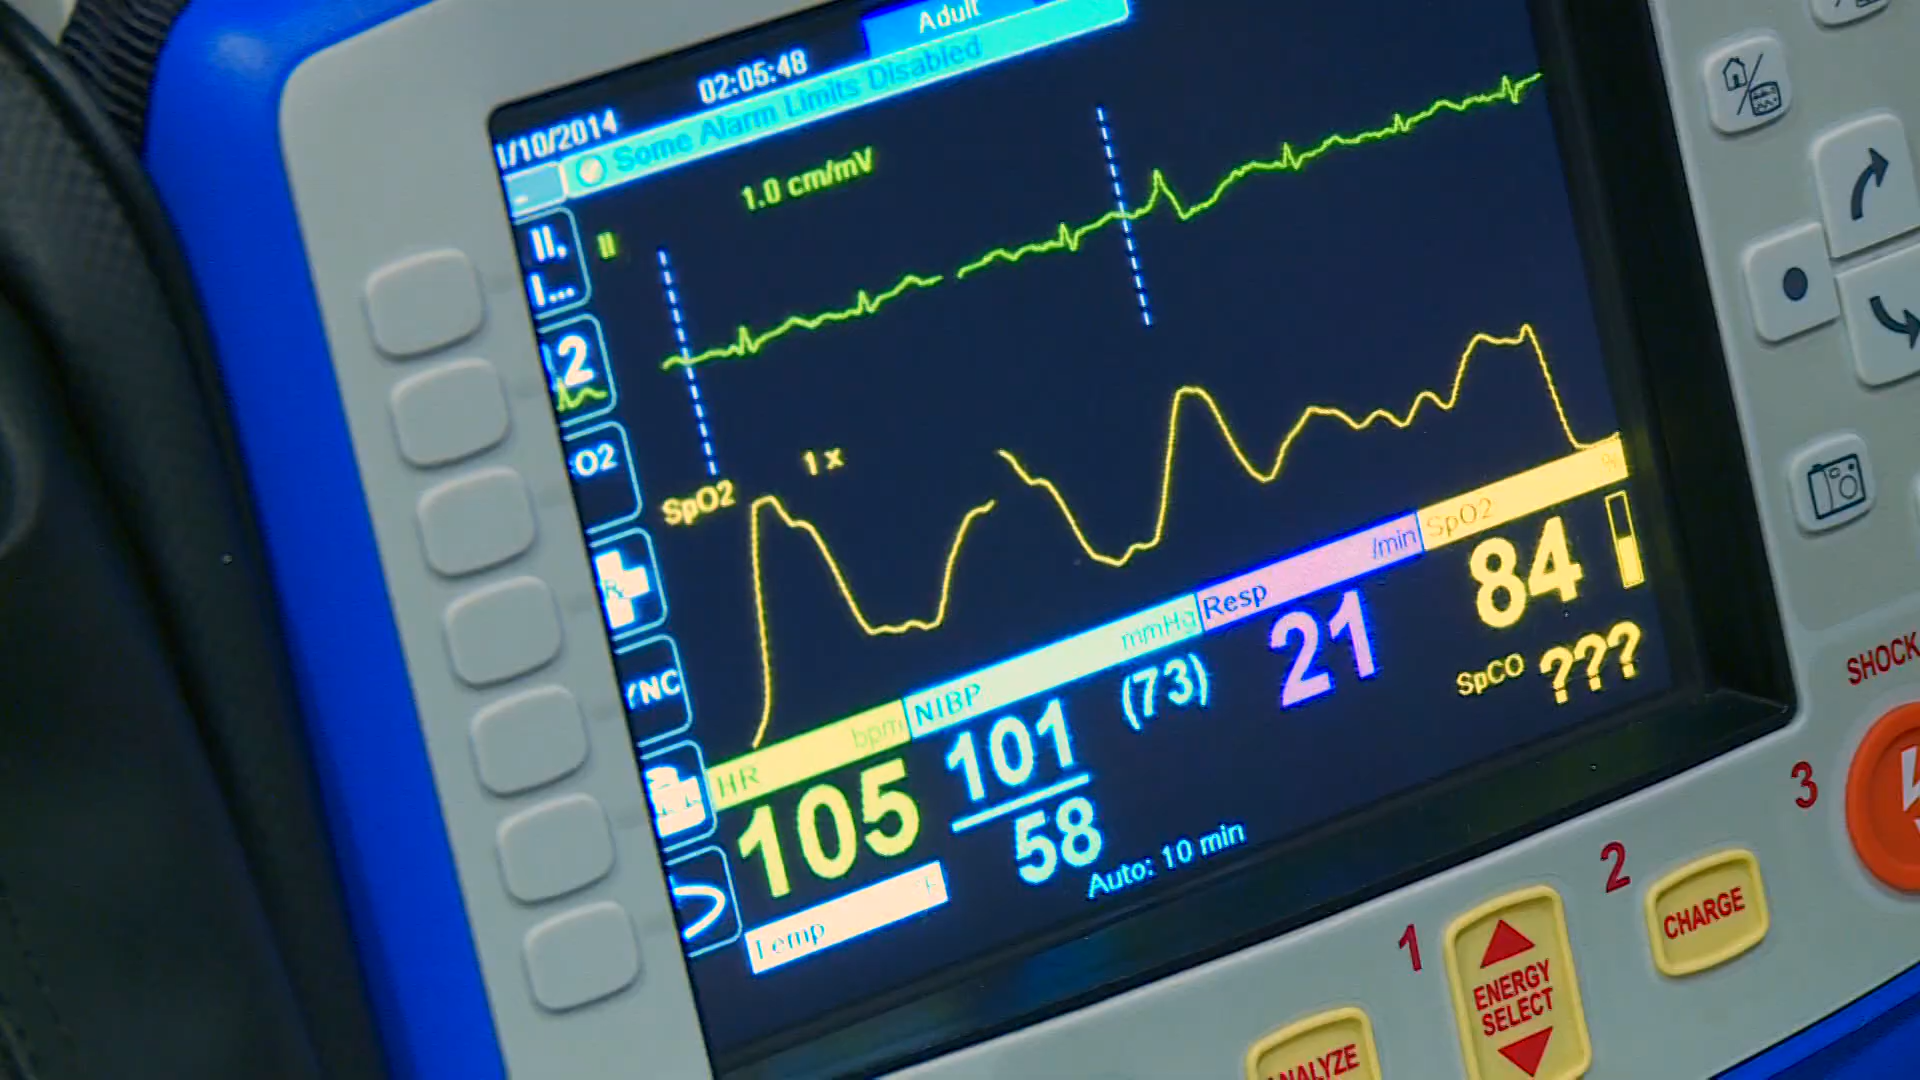 Adult
02:05:48
1/10/2014
Some Alarm Limits Disabled
1.0 cm/mV
II,
I...
II
2
O2
SpO2
1 x
%
SpO2
84
/min
Resp
21
SpCO ???
mmHg
NIBP
101
58
(73)
YNC
bpm
HR
105
Auto: 10 min
°F
Temp
SHOCK
3
2
CHARGE
1
ENERGY
SELECT
ANALYZE